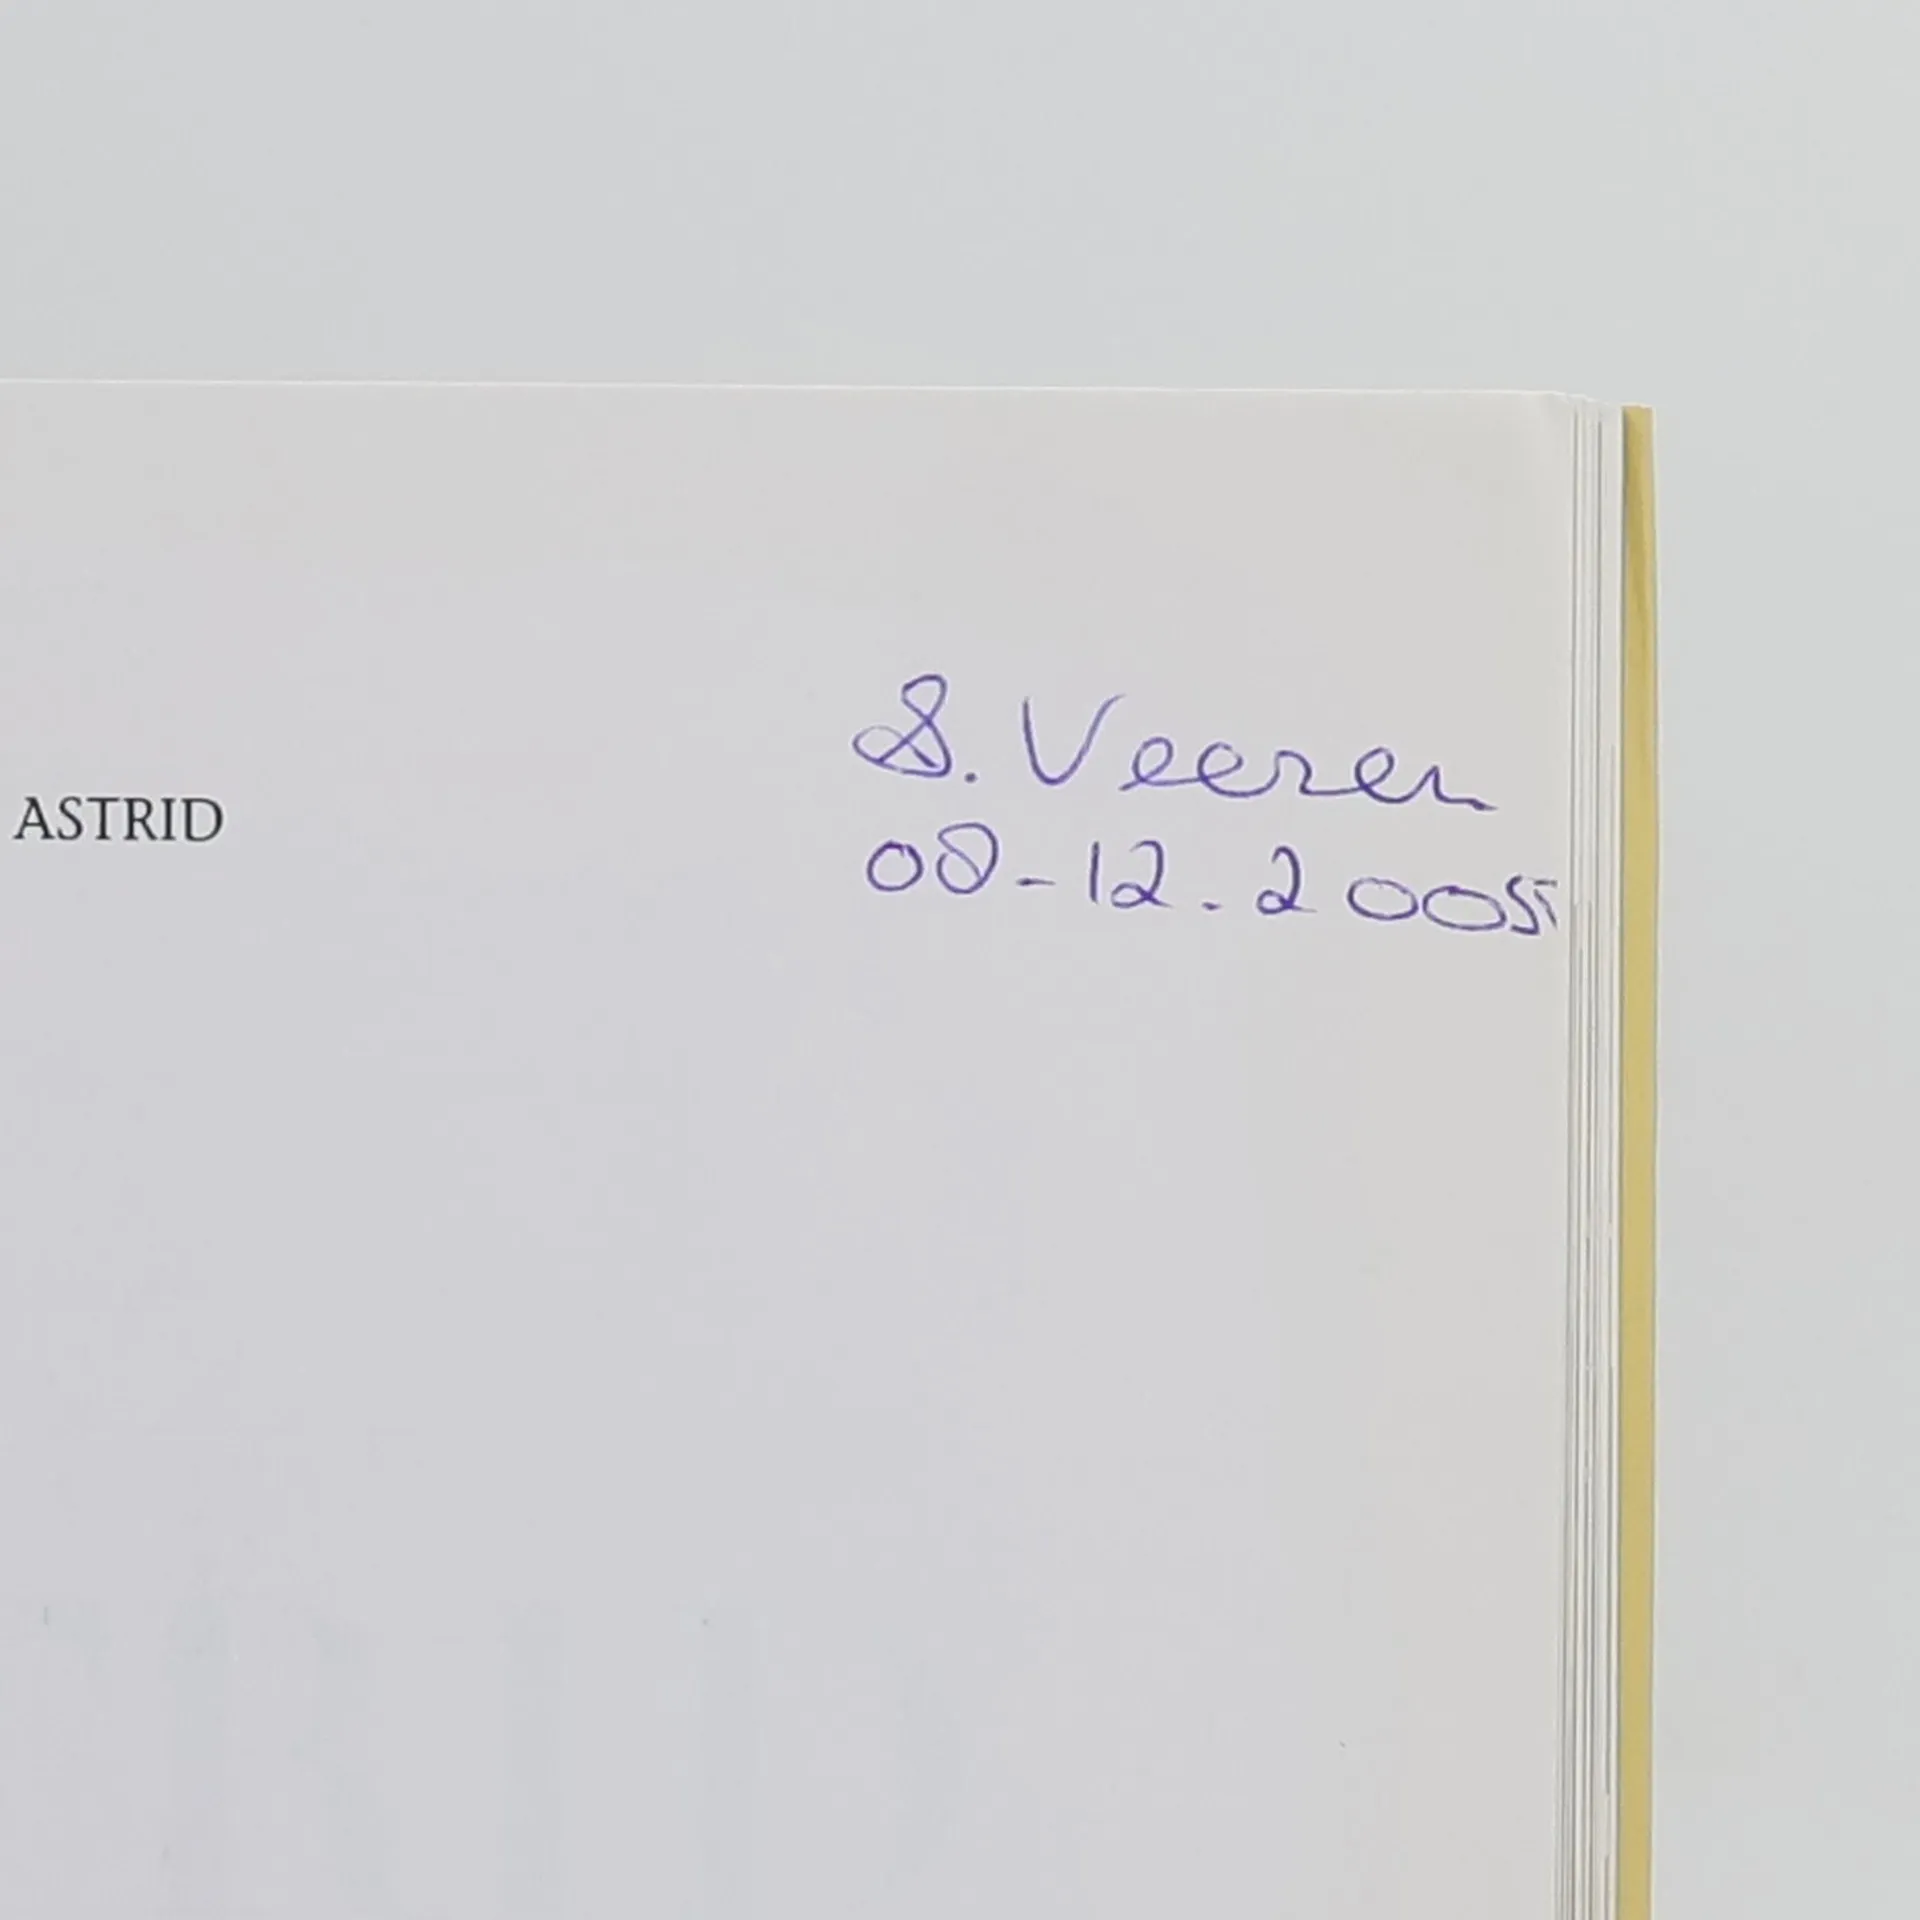 S. Veeren
ASTRID
08-12.2005